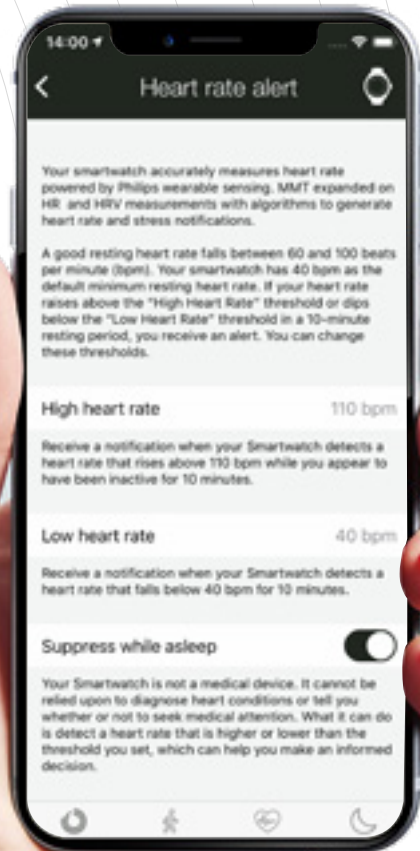 14:00
Heart rate alert
Your smartwatch accurately measures heart rate
powered by Philips wearable sensing. MMT expanded on
HR and HRV measurements with algorithms to generate
heart rate and stress notifications.
A good resting heart rate falls between 60 and 100 beats
per minute (bpm). Your smartwatch has 40 bpm as the
default minimum resting heart rate. If your heart rate
raises above the "High Heart Rate" threshold or dips
below the "Low Heart Rate" threshold in a 10-minute
resting period, you receive an alert. You can change
these thresholds.
High heart rate 110 bpm
Receive a notification when your Smartwatch detects a
heart rate that rises above 110 bpm while you appear to
have been inactive for 10 minutes.
Low heart rate 40 bpm
Receive a notification when your Smartwatch detects a
heart rate that falls below 40 bpm for 10 minutes.
Suppress while asleep
Your Smartwatch is not a medical device. It cannot be
relied upon to diagnose heart conditions or tell you
whether or not to seek medical attention. What it can do
is detect a heart rate that is higher or lower than the
threshold you set, which can help you make an informed
decision.